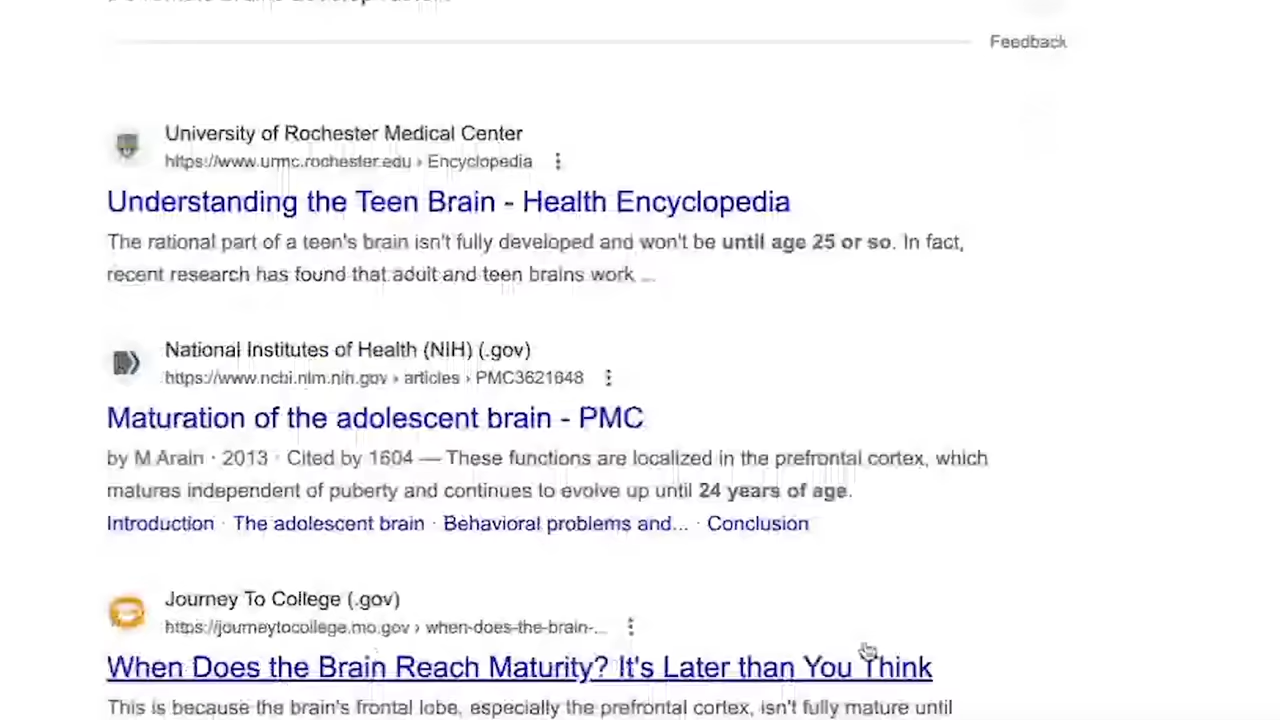 Feedback
University of Rochester Medical Center
https://www.urmc.rochester.edu › Encyclopedia
Understanding the Teen Brain - Health Encyclopedia
The rational part of a teen's brain isn't fully developed and won't be until age 25 or so. In fact,
recent research has found that adult and teen brains work ...
National Institutes of Health (NIH) (.gov)
https://www.ncbi.nlm.nih.gov › articles › PMC3621648
Maturation of the adolescent brain - PMC
by M Arain · 2013 · Cited by 1604 — These functions are localized in the prefrontal cortex, which
matures independent of puberty and continues to evolve up until 24 years of age.
Introduction · The adolescent brain · Behavioral problems and... · Conclusion
Journey To College (.gov)
https://journeytocollege.mo.gov › when-does-the-brain-...
When Does the Brain Reach Maturity? It's Later than You Think
This is because the brain's frontal lobe, especially the prefrontal cortex, isn't fully mature until